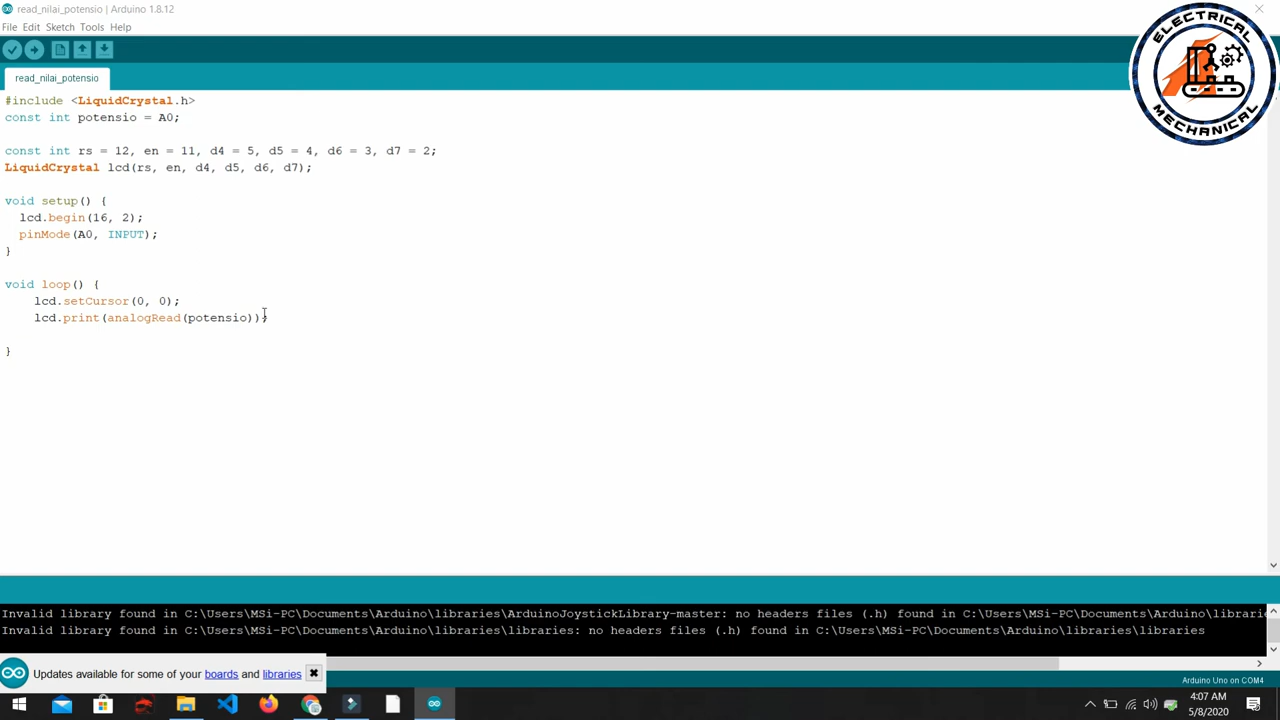 read_nilai_potensio | Arduino 1.8.12
File Edit Sketch Tools Help
ELECTRICAL
MECHANICAL
read_nilai_potensio
#include <LiquidCrystal.h>
const int potensio = A0;
const int rs = 12, en = 11, d4 = 5, d5 = 4, d6 = 3, d7 = 2;
LiquidCrystal lcd(rs, en, d4, d5, d6, d7);
void setup() {
lcd.begin(16, 2);
pinMode(A0, INPUT);
}
void loop() {
lcd.setCursor(0, 0);
lcd.print(analogRead(potensio));
}
Invalid library found in C:\Users\MSi-PC\Documents\Arduino\libraries\ArduinoJoystickLibrary-master: no headers files (.h) found in C:\Users\MSi-PC\Documents\Arduino\librarie
Invalid library found in C:\Users\MSi-PC\Documents\Arduino\libraries\libraries: no headers files (.h) found in C:\Users\MSi-PC\Documents\Arduino\libraries\libraries
Updates available for some of your boards and libraries
Arduino Uno on COM4
4:07 AM
5/8/2020